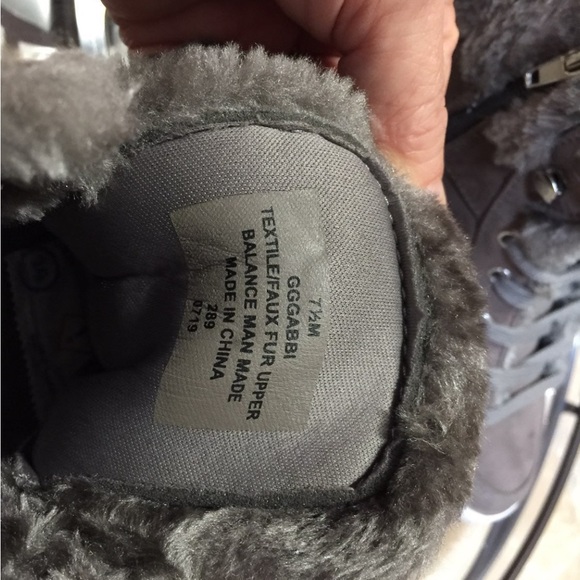 7½M
GGGABBI
TEXTILE/FAUX FUR UPPER
BALANCE MAN MADE
MADE IN CHINA
289
0719